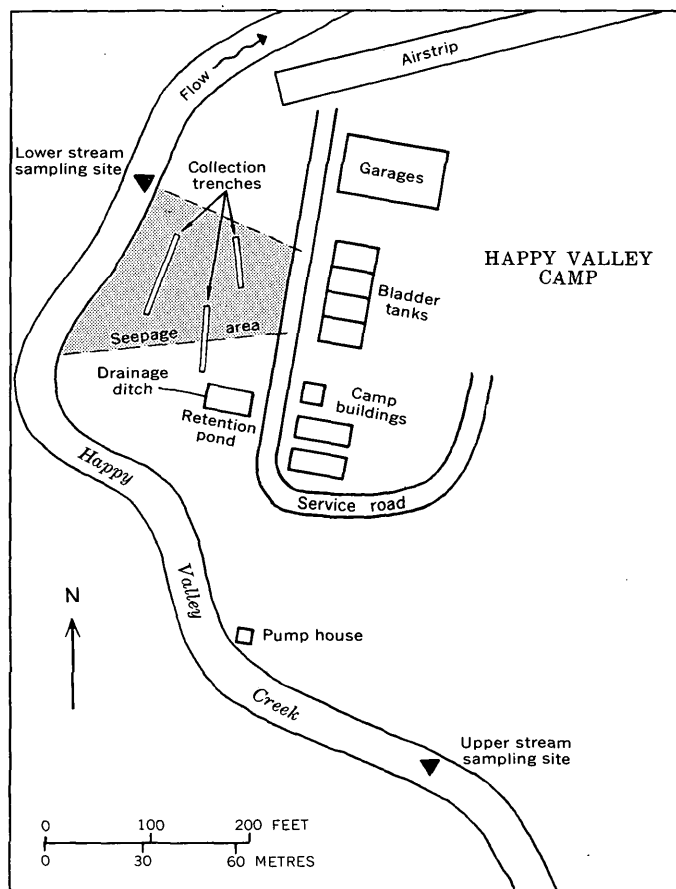 Airstrip
Flow
Lower stream
sampling site
Collection
trenches
Garages
HAPPY VALLEY
CAMP
Bladder
tanks
Seepage area
Drainage
ditch
Retention
pond
Camp
buildings
Service road
Happy
Valley
Creek
N
Pump house
Upper stream
sampling site
0 100 200 FEET
0 30 60 METRES